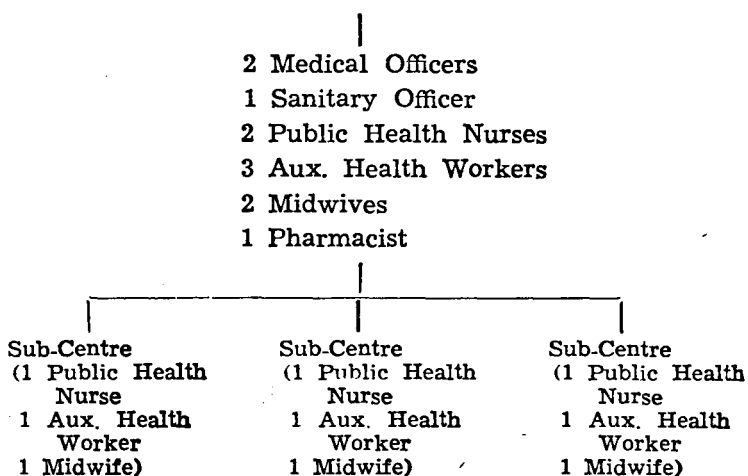 2 Medical Officers
1 Sanitary Officer
2 Public Health Nurses
3 Aux. Health Workers
2 Midwives
1 Pharmacist
Sub-Centre
(1 Public Health
Nurse
1 Aux. Health
Worker
1 Midwife)
Sub-Centre
(1 Public Health
Nurse
1 Aux. Health
Worker
1 Midwife)
Sub-Centre
(1 Public Health
Nurse
1 Aux. Health
Worker
1 Midwife)